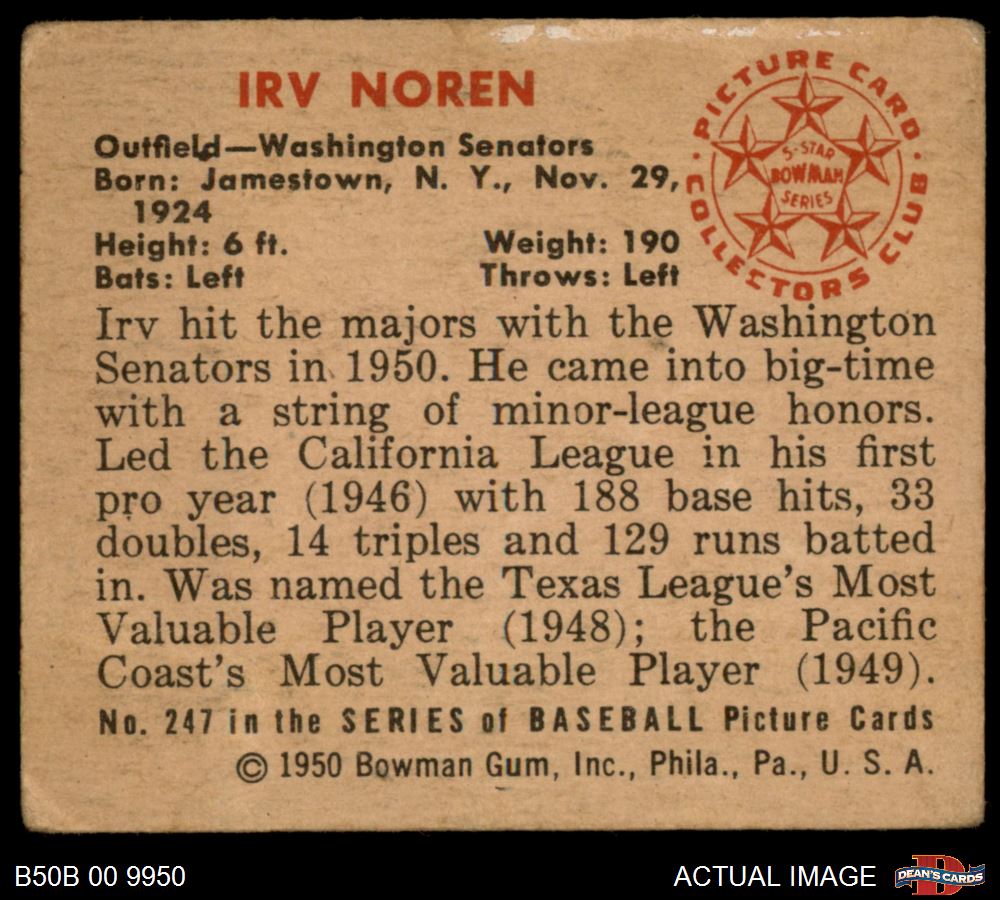 IRV NOREN
Outfield—Washington Senators
Born: Jamestown, N. Y., Nov. 29,
1924
Height: 6 ft. Weight: 190
Bats: Left Throws: Left
PICTURE CARD COLLECTORS CLUB
5-STAR
BOWMAN
SERIES
Irv hit the majors with the Washington
Senators in 1950. He came into big-time
with a string of minor-league honors.
Led the California League in his first
pro year (1946) with 188 base hits, 33
doubles, 14 triples and 129 runs batted
in. Was named the Texas League's Most
Valuable Player (1948); the Pacific
Coast's Most Valuable Player (1949).
No. 247 in the SERIES of BASEBALL Picture Cards
© 1950 Bowman Gum, Inc., Phila., Pa., U. S. A.
B50B 00 9950
ACTUAL IMAGE
D
DEAN'S CARDS